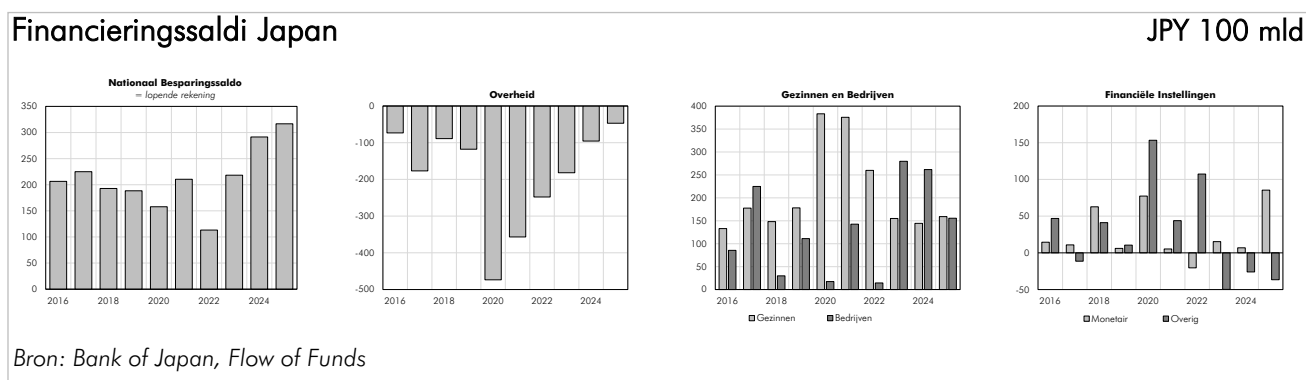 Financieringssaldi Japan JPY 100 mld
Nationaal Besparingssaldo
= lopende rekening
350
300
250
200
150
100
50
0
2016 2018 2020 2022 2024
Overheid
0
-100
-200
-300
-400
-500
2016 2018 2020 2022 2024
Gezinnen en Bedrijven
400
350
300
250
200
150
100
50
0
2016 2018 2020 2022 2024
Gezinnen Bedrijven
Financiële Instellingen
200
150
100
50
0
-50
2016 2018 2020 2022 2024
Monetair Overig
Bron: Bank of Japan, Flow of Funds